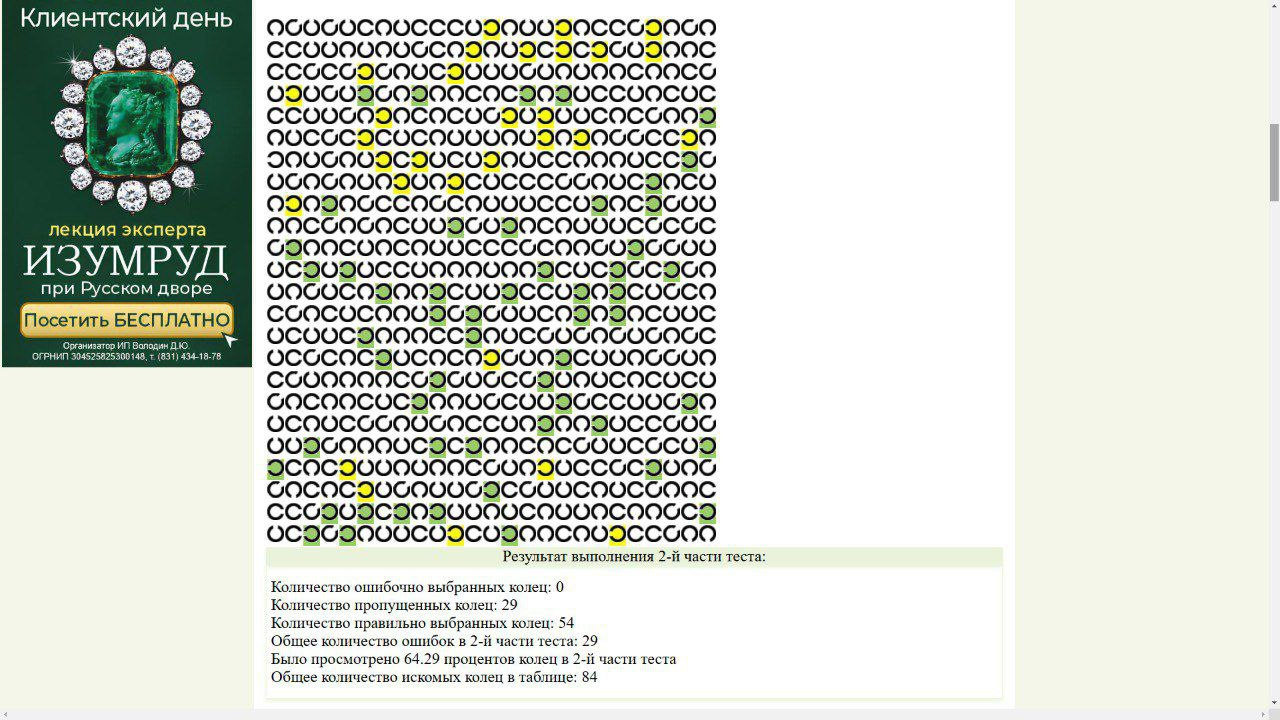 Клиентский день
лекция эксперта
ИЗУМРУД
при Русском дворе
Посетить БЕСПЛАТНО
Организатор ИП Володин Д.Ю.
ОГРНИП 304525825300148, т. (831) 434-18-78
Результат выполнения 2-й части теста:
Количество ошибочно выбранных колец: 0
Количество пропущенных колец: 29
Количество правильно выбранных колец: 54
Общее количество ошибок в 2-й части теста: 29
Было просмотрено 64.29 процентов колец в 2-й части теста
Общее количество искомых колец в таблице: 84